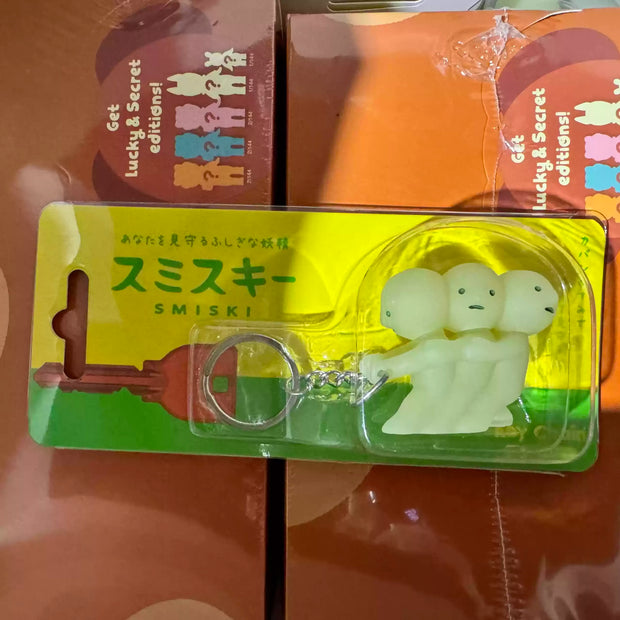 Get
Lucky & Secret
editions!
Get
Lucky & Secret
editions!
あなたを見守るふしぎな妖精
スミスキー
SMISKI